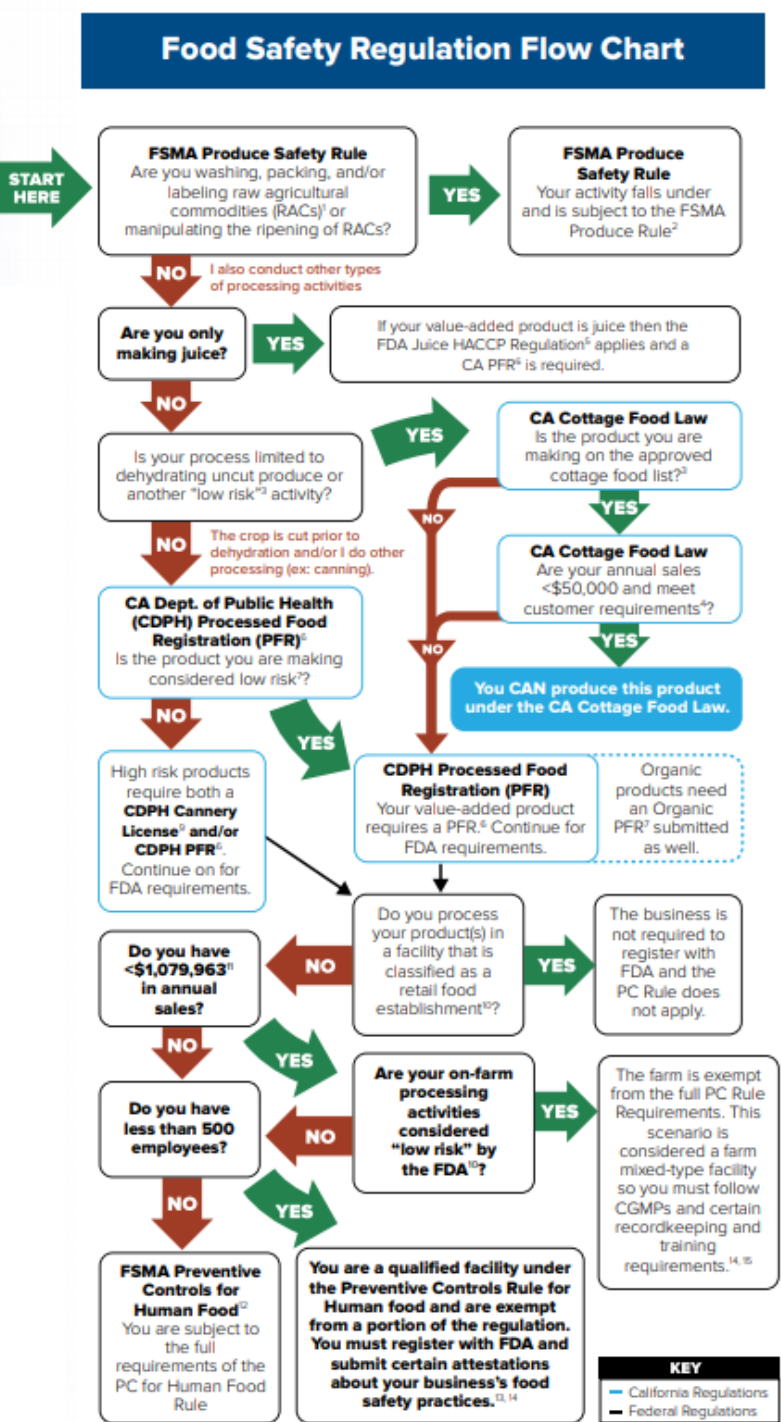 Food Safety Regulation Flow Chart
START
HERE
FSMA Produce Safety Rule
Are you washing, packing, and/or
labeling raw agricultural
commodities (RACs)¹ or
manipulating the ripening of RACs?
YES
FSMA Produce
Safety Rule
Your activity falls under
and is subject to the FSMA
Produce Rule²
NO
I also conduct other types
of processing activities
Are you only
making juice?
YES
If your value-added product is juice then the
FDA Juice HACCP Regulation⁵ applies and a
CA PFR⁶ is required.
NO
Is your process limited to
dehydrating uncut produce or
another "low risk"³ activity?
YES
CA Cottage Food Law
Is the product you are
making on the approved
cottage food list?³
NO
YES
NO
The crop is cut prior to
dehydration and/or I do other
processing (ex: canning).
CA Cottage Food Law
Are your annual sales
<$50,000 and meet
customer requirements⁴?
NO
YES
You CAN produce this product
under the CA Cottage Food Law.
CA Dept. of Public Health
(CDPH) Processed Food
Registration (PFR)⁶
Is the product you are making
considered low risk⁷?
NO
YES
High risk products
require both a
CDPH Cannery
License⁹ and/or
CDPH PFR⁶.
Continue on for
FDA requirements.
CDPH Processed Food
Registration (PFR)
Your value-added product
requires a PFR.⁶ Continue for
FDA requirements.
Organic
products need
an Organic
PFR⁷ submitted
as well.
Do you process
your product(s) in
a facility that is
classified as a
retail food
establishment¹⁰?
YES
The business is
not required to
register with
FDA and the
PC Rule does
not apply.
NO
Do you have
<$1,079,963¹¹
in annual
sales?
NO
YES
Are your on-farm
processing
activities
considered
"low risk" by
the FDA¹⁰?
YES
The farm is exempt
from the full PC Rule
Requirements. This
scenario is
considered a farm
mixed-type facility
so you must follow
CGMPs and certain
recordkeeping and
training
requirements.¹⁴, ¹⁵
NO
Do you have
less than 500
employees?
NO
YES
FSMA Preventive
Controls for
Human Food¹²
You are subject to
the full
requirements of the
PC for Human Food
Rule
You are a qualified facility under
the Preventive Controls Rule for
Human food and are exempt
from a portion of the regulation.
You must register with FDA and
submit certain attestations
about your business's food
safety practices.¹³, ¹⁴
KEY
California Regulations
Federal Regulations